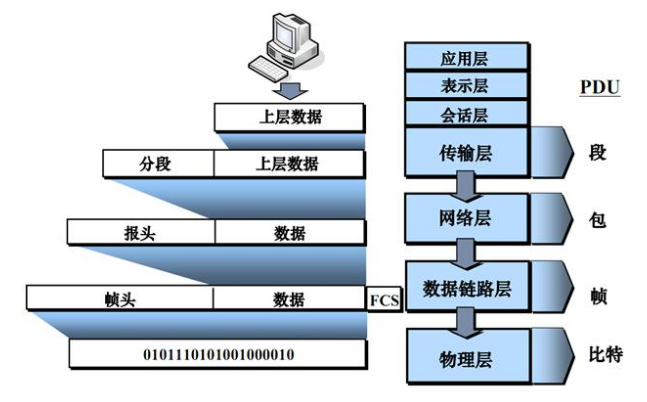 应用层
表示层
PDU
会话层
上层数据
传输层
段
分段 上层数据
网络层
包
报头 数据
数据链路层
帧
帧头 数据 FCS
物理层
比特
0101110101001000010